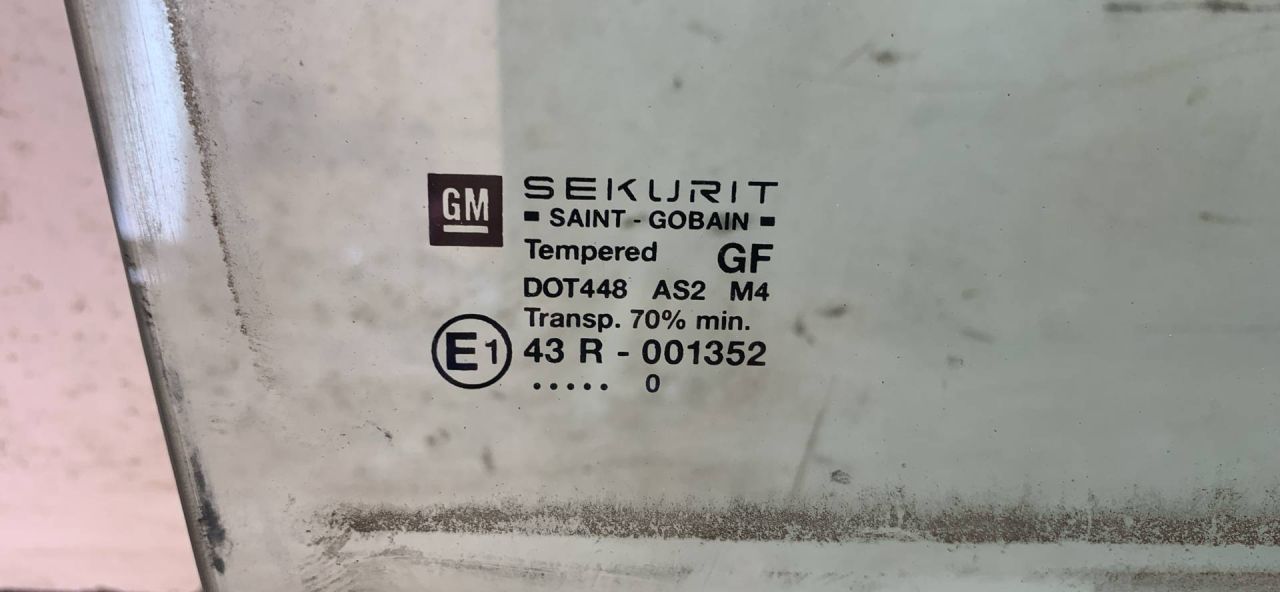 GM
SEKURIT
SAINT - GOBAIN
Tempered GF
DOT448 AS2 M4
Transp. 70% min.
E1 43 R - 001352
..... 0